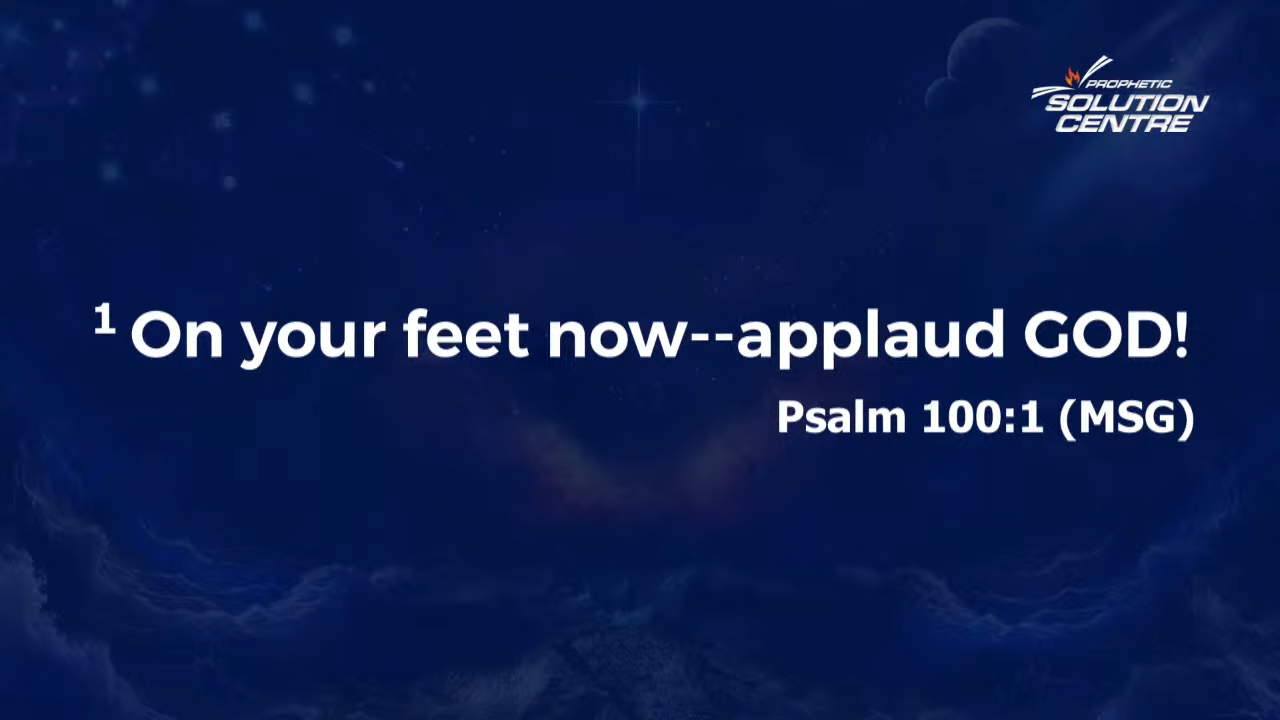 PROPHETIC
SOLUTION
CENTRE
1 On your feet now--applaud GOD!
Psalm 100:1 (MSG)